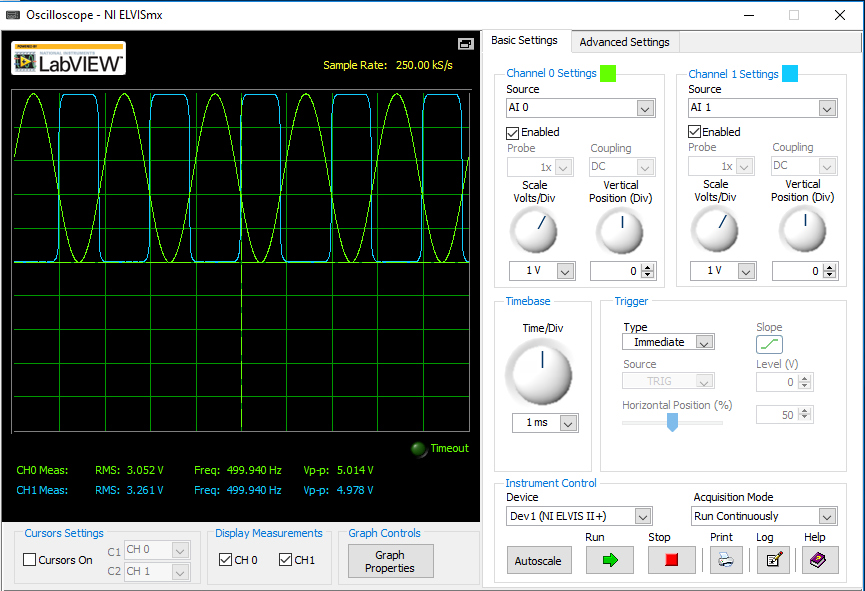 Oscilloscope - NI ELVISmx
POWERED BY
NATIONAL INSTRUMENTS
LabVIEW™
Sample Rate: 250.00 kS/s
Timeout
CH0 Meas: RMS: 3.052 V Freq: 499.940 Hz Vp-p: 5.014 V
CH1 Meas: RMS: 3.261 V Freq: 499.940 Hz Vp-p: 4.978 V
Cursors Settings
Cursors On
C1 CH 0
C2 CH 1
Display Measurements
CH 0 CH1
Graph Controls
Graph
Properties
Basic Settings Advanced Settings
Channel 0 Settings
Source
AI 0
Enabled
Probe Coupling
1x DC
Scale Vertical
Volts/Div Position (Div)
1 V 0
Channel 1 Settings
Source
AI 1
Enabled
Probe Coupling
1x DC
Scale Vertical
Volts/Div Position (Div)
1 V 0
Timebase
Time/Div
1 ms
Trigger
Type
Immediate
Slope
Source
TRIG
Level (V)
0
Horizontal Position (%)
50
Instrument Control
Device Acquisition Mode
Dev1 (NI ELVIS II+) Run Continuously
Run Stop Print Log Help
Autoscale